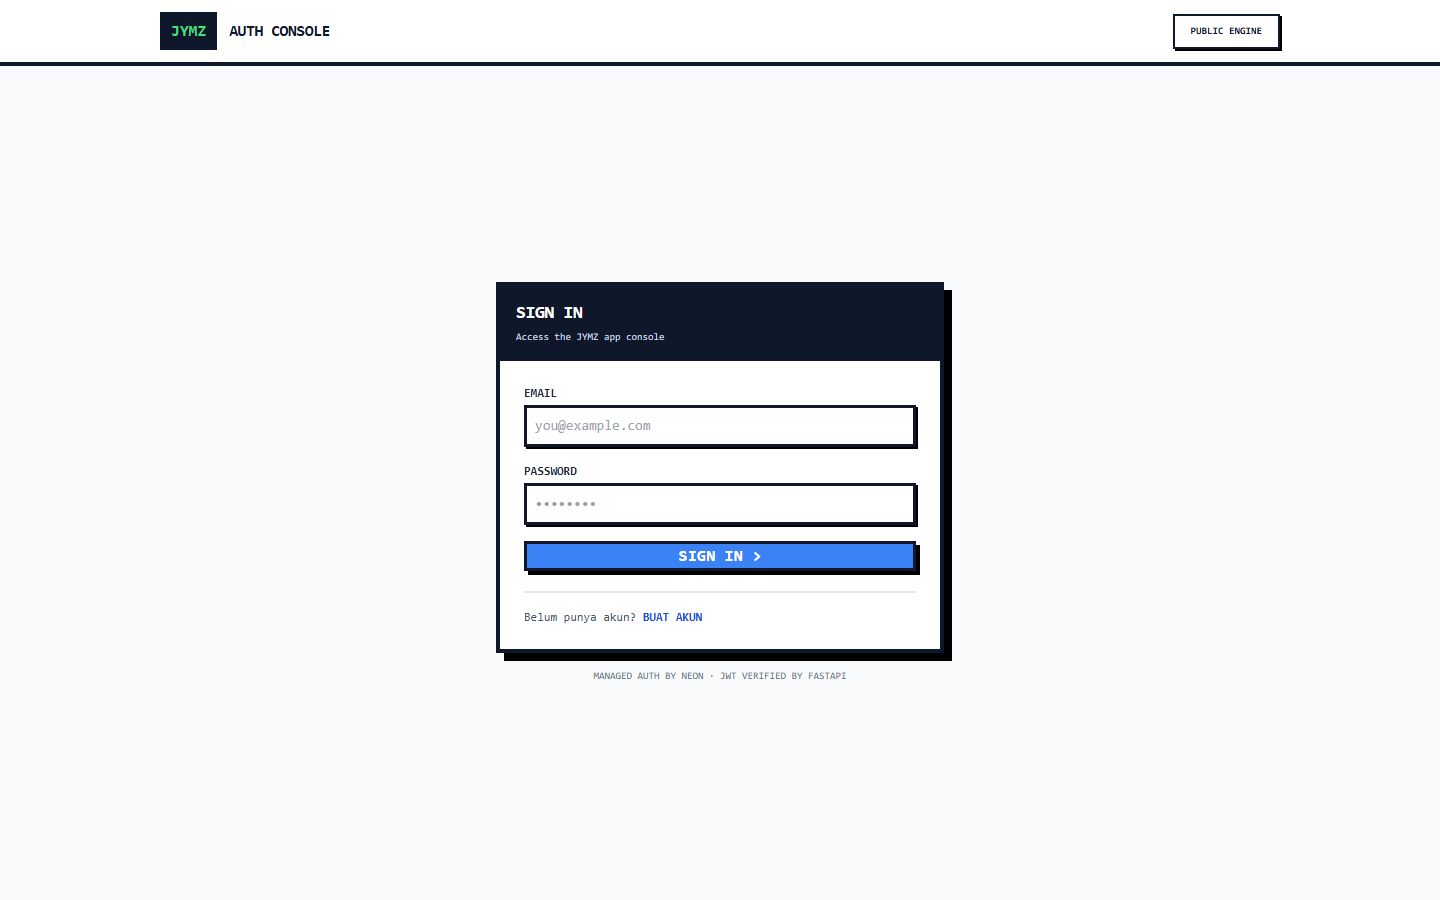 JYMZ AUTH CONSOLE
PUBLIC ENGINE
SIGN IN
Access the JYMZ app console
EMAIL
you@example.com
PASSWORD
••••••••
SIGN IN >
Belum punya akun? BUAT AKUN
MANAGED AUTH BY NEON · JWT VERIFIED BY FASTAPI